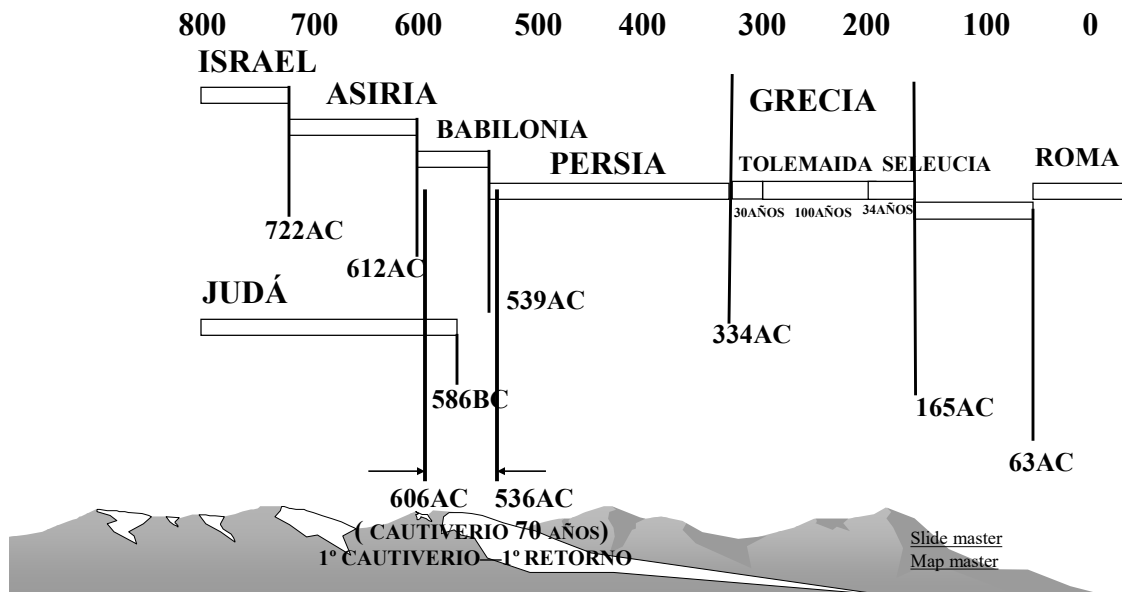 800 700 600 500 400 300 200 100 0
ISRAEL
ASIRIA
GRECIA
BABILONIA
PERSIA
TOLEMAIDA SELEUCIA
ROMA
30AÑOS 100AÑOS 34AÑOS
722AC
612AC
JUDÁ
539AC
334AC
586BC
165AC
63AC
606AC 536AC
( CAUTIVERIO 70 AÑOS)
1º CAUTIVERIO—1º RETORNO
Slide master
Map master